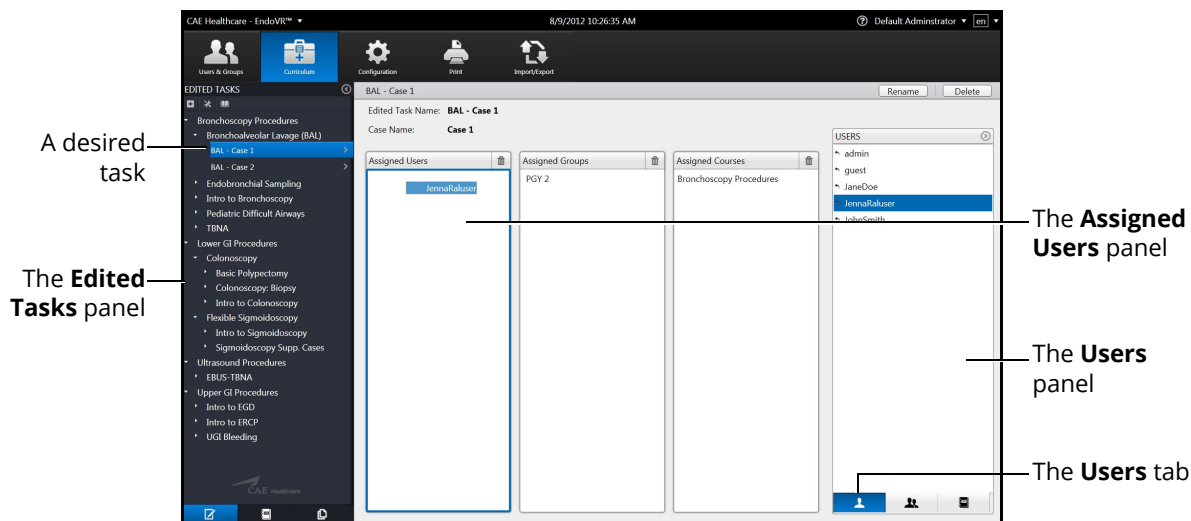 CAE Healthcare - EndoVR™
8/9/2012 10:26:35 AM
Default Adminstrator
en
Users & Groups
Curriculum
Configuration
Print
Import/Export
EDITED TASKS
Bronchoscopy Procedures
Bronchoalveolar Lavage (BAL)
BAL - Case 1
BAL - Case 2
Endobronchial Sampling
Intro to Bronchoscopy
Pediatric Difficult Airways
TBNA
Lower GI Procedures
Colonoscopy
Basic Polypectomy
Colonoscopy: Biopsy
Intro to Colonoscopy
Flexible Sigmoidoscopy
Intro to Sigmoidoscopy
Sigmoidoscopy Supp. Cases
Ultrasound Procedures
EBUS-TBNA
Upper GI Procedures
Intro to EGD
Intro to ERCP
UGI Bleeding
CAE Healthcare
BAL - Case 1
Rename
Delete
Edited Task Name: BAL - Case 1
Case Name: Case 1
Assigned Users
JennaRaluser
Assigned Groups
PGY 2
Assigned Courses
Bronchoscopy Procedures
USERS
admin
guest
JaneDoe
JennaRaluser
JohnSmith
A desired
task
The Edited
Tasks panel
The Assigned
Users panel
The Users
panel
The Users tab